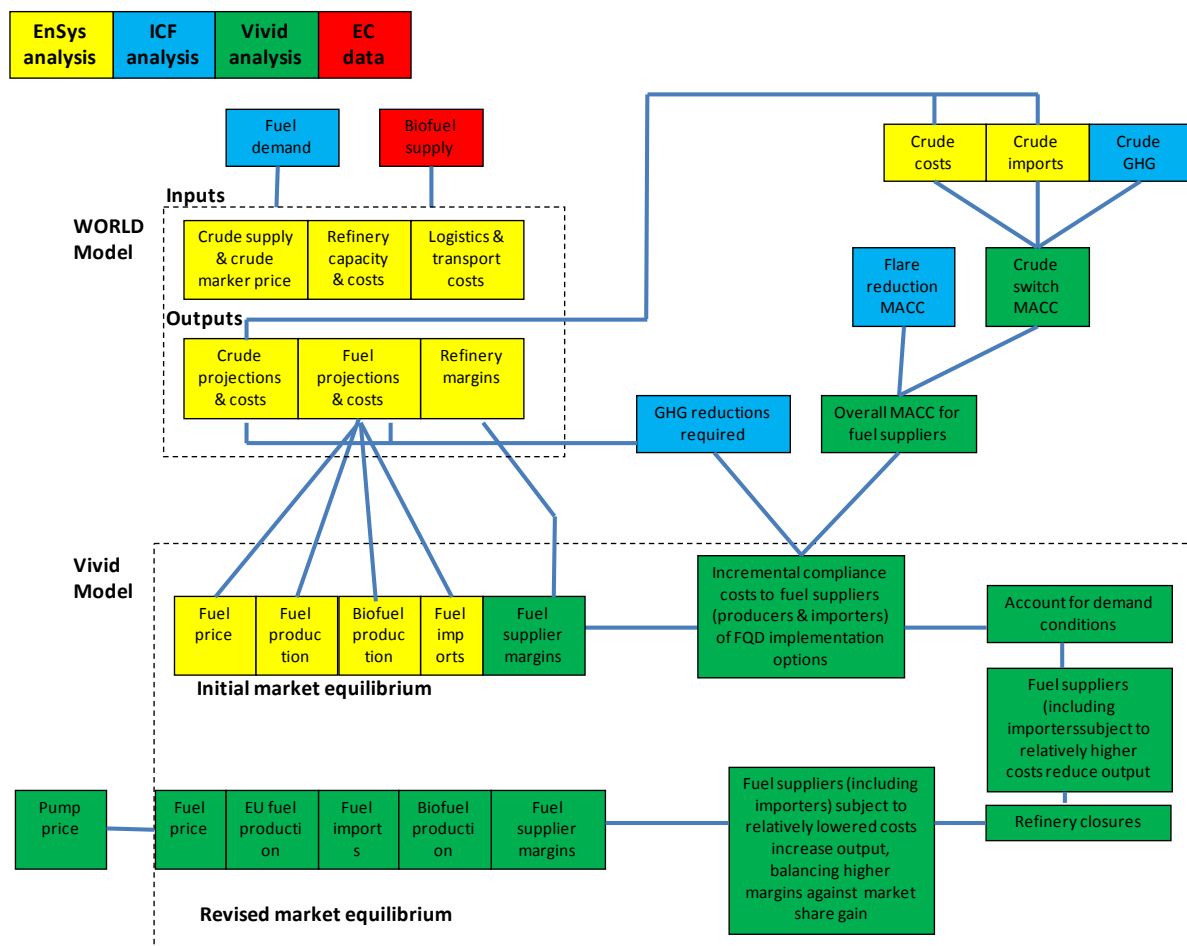 EnSys
analysis
ICF
analysis
Vivid
analysis
EC
data
Fuel
demand
Biofuel
supply
Crude
costs
Crude
imports
Crude
GHG
Inputs
WORLD
Model
Crude supply
& crude
marker price
Refinery
capacity
& costs
Logistics &
transport
costs
Flare
reduction
MACC
Crude
switch
MACC
Outputs
Crude
projections
& costs
Fuel
projections
& costs
Refinery
margins
GHG reductions
required
Overall MACC for
fuel suppliers
Vivid
Model
Fuel
price
Fuel
produc
tion
Biofuel
produc
tion
Fuel
imp
orts
Fuel
supplier
margins
Initial market equilibrium
Incremental compliance
costs to fuel suppliers
(producers & importers)
of FQD implementation
options
Account for demand
conditions
Fuel suppliers
(including
importerssubject to
relatively higher
costs reduce output
Refinery closures
Fuel suppliers (including
importers) subject to
relatively lowered costs
increase output,
balancing higher
margins against market
share gain
Pump
price
Fuel
price
EU fuel
producti
on
Fuel
import
s
Biofuel
producti
on
Fuel
supplier
margins
Revised market equilibrium